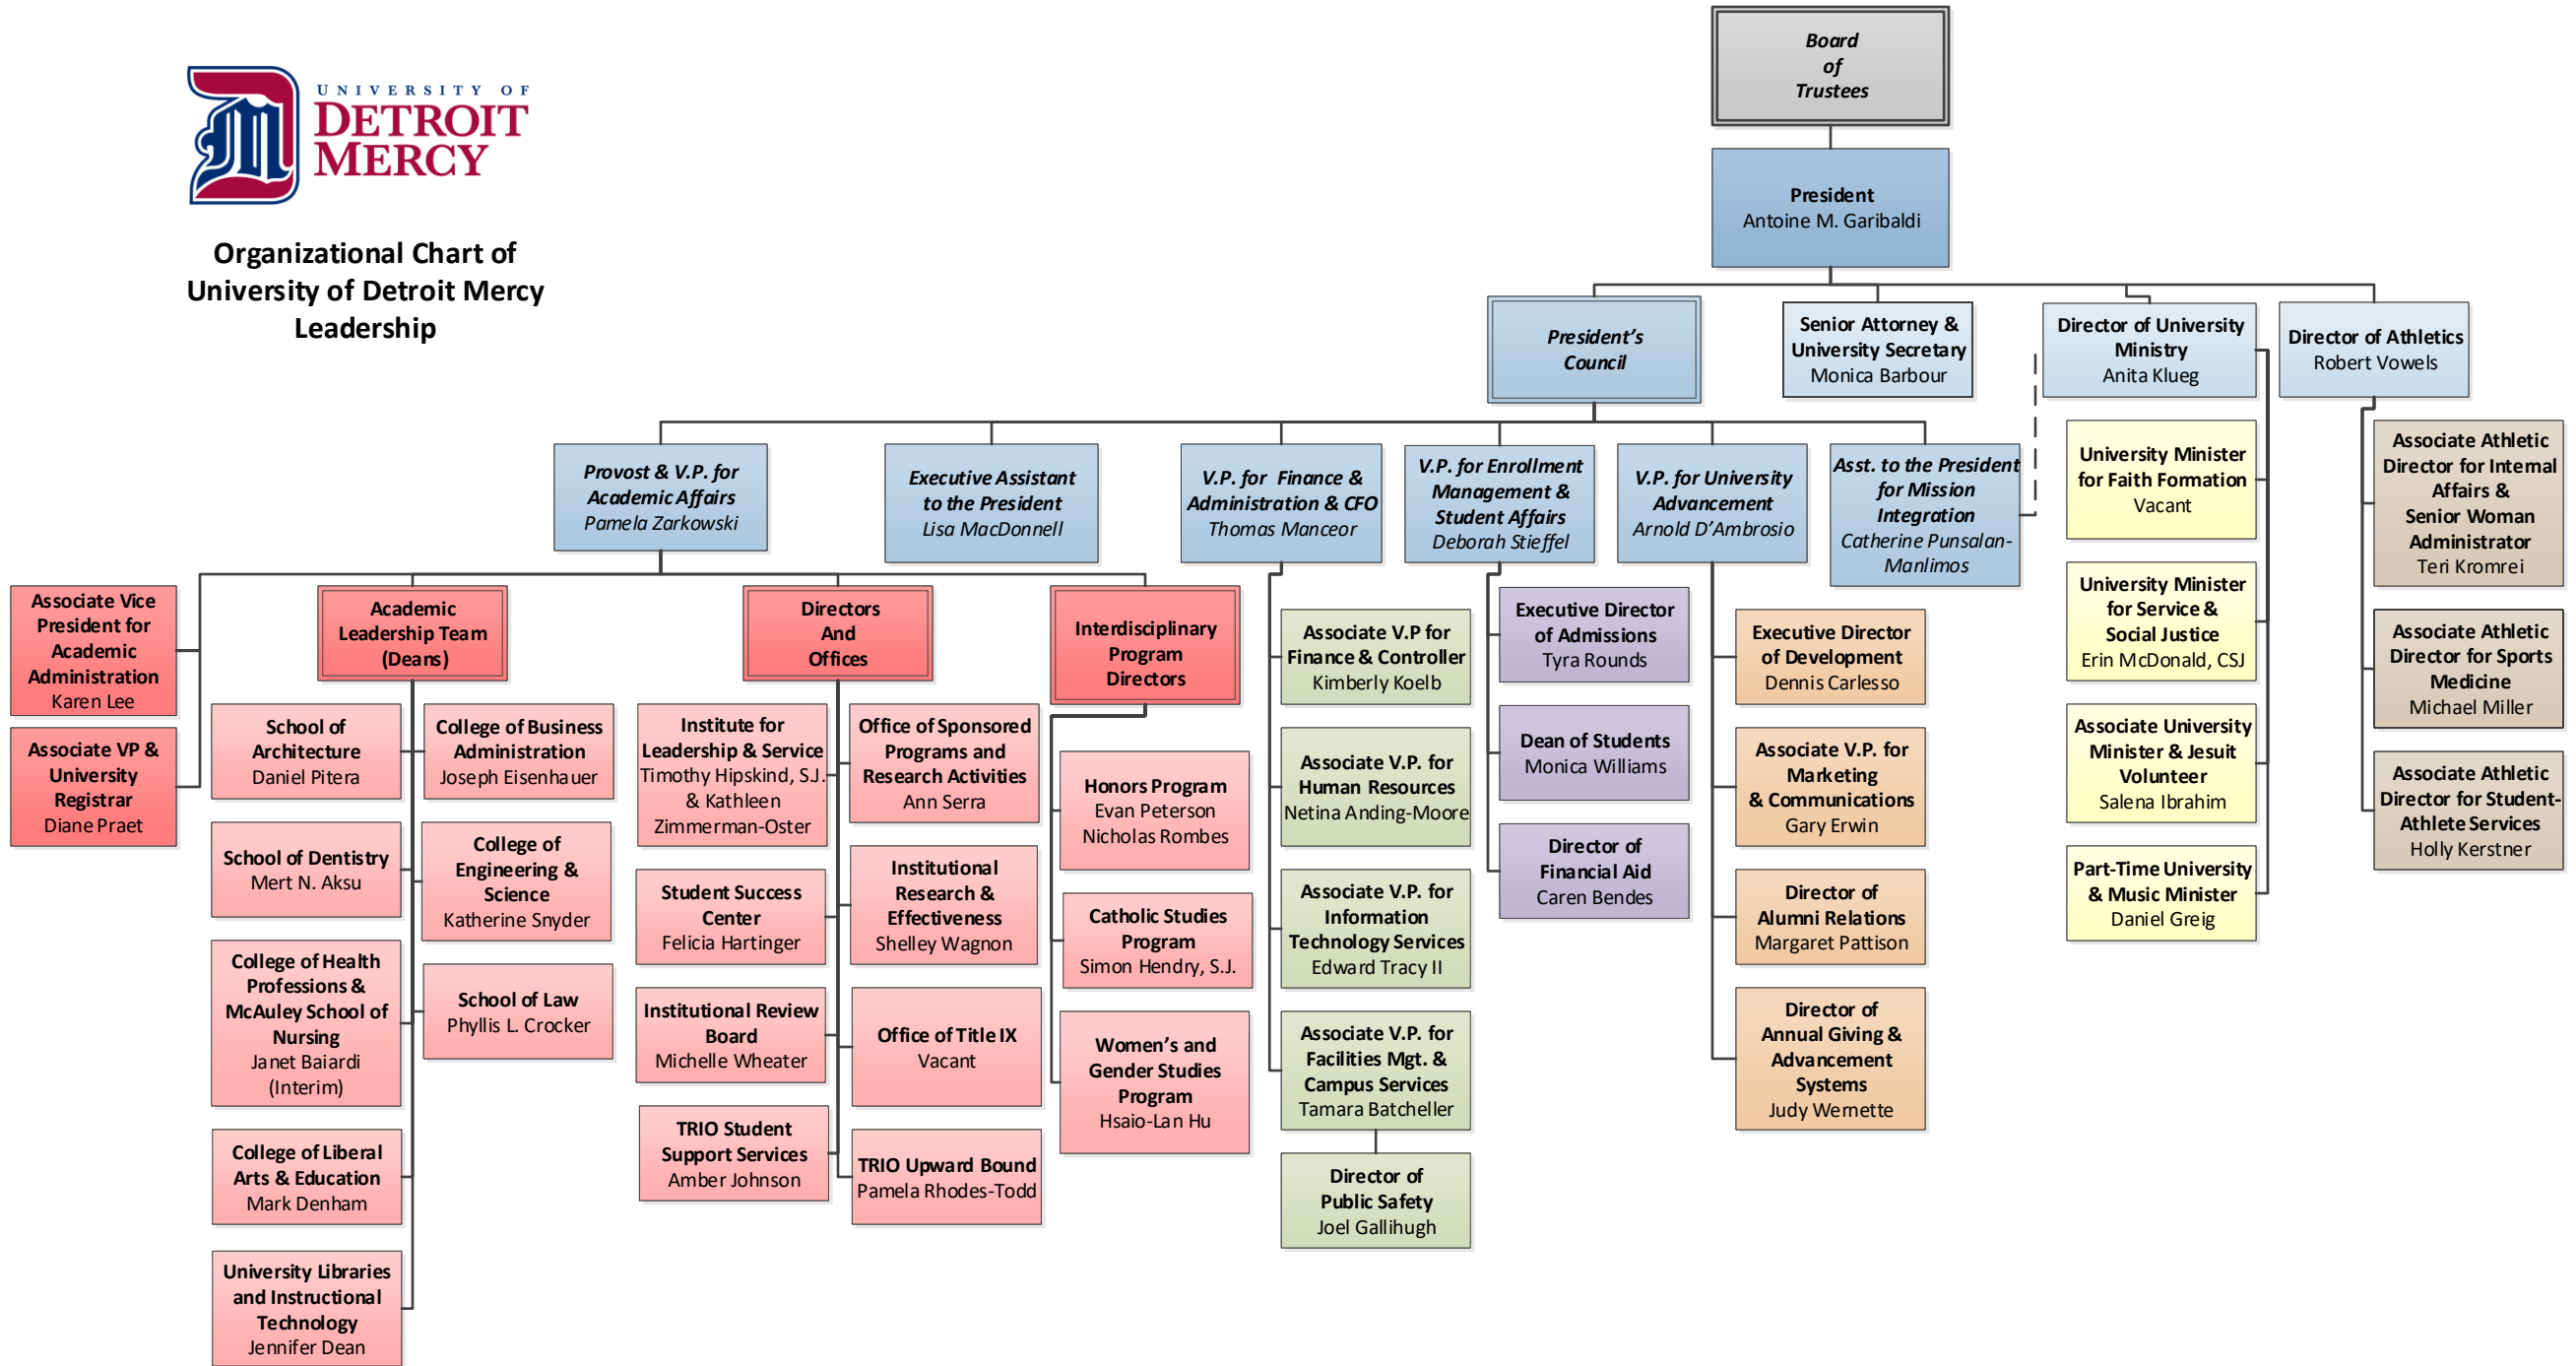 UNIVERSITY OF
DETROIT
MERCY
Organizational Chart of
University of Detroit Mercy
Leadership
Board
of
Trustees
President
Antoine M. Garibaldi
President's
Council
Senior Attorney &
University Secretary
Monica Barbour
Director of University
Ministry
Anita Klueg
Director of Athletics
Robert Vowels
Provost & V.P. for
Academic Affairs
Pamela Zarkowski
Executive Assistant
to the President
Lisa MacDonnell
V.P. for Finance &
Administration & CFO
Thomas Manceor
V.P. for Enrollment
Management &
Student Affairs
Deborah Stieffel
V.P. for University
Advancement
Arnold D'Ambrosio
Asst. to the President
for Mission
Integration
Catherine Punsalan-
Manlimos
Associate Vice
President for
Academic
Administration
Karen Lee
Associate VP &
University
Registrar
Diane Praet
Academic
Leadership Team
(Deans)
School of
Architecture
Daniel Pitera
College of Business
Administration
Joseph Eisenhauer
School of Dentistry
Mert N. Aksu
College of
Engineering &
Science
Katherine Snyder
College of Health
Professions &
McAuley School of
Nursing
Janet Baiardi
(Interim)
School of Law
Phyllis L. Crocker
College of Liberal
Arts & Education
Mark Denham
University Libraries
and Instructional
Technology
Jennifer Dean
Directors
And
Offices
Institute for
Leadership & Service
Timothy Hipskind, S.J.
& Kathleen
Zimmerman-Oster
Office of Sponsored
Programs and
Research Activities
Ann Serra
Student Success
Center
Felicia Hartinger
Institutional
Research &
Effectiveness
Shelley Wagnon
Institutional Review
Board
Michelle Wheater
Office of Title IX
Vacant
TRIO Student
Support Services
Amber Johnson
TRIO Upward Bound
Pamela Rhodes-Todd
Interdisciplinary
Program
Directors
Honors Program
Evan Peterson
Nicholas Rombes
Catholic Studies
Program
Simon Hendry, S.J.
Women's and
Gender Studies
Program
Hsaio-Lan Hu
Associate V.P for
Finance & Controller
Kimberly Koelb
Associate V.P. for
Human Resources
Netina Anding-Moore
Associate V.P. for
Information
Technology Services
Edward Tracy II
Associate V.P. for
Facilities Mgt. &
Campus Services
Tamara Batcheller
Director of
Public Safety
Joel Gallihugh
Executive Director
of Admissions
Tyra Rounds
Dean of Students
Monica Williams
Director of
Financial Aid
Caren Bendes
Executive Director
of Development
Dennis Carlesso
Associate V.P. for
Marketing
& Communications
Gary Erwin
Director of
Alumni Relations
Margaret Pattison
Director of
Annual Giving &
Advancement
Systems
Judy Wernette
University Minister
for Faith Formation
Vacant
University Minister
for Service &
Social Justice
Erin McDonald, CSJ
Associate University
Minister & Jesuit
Volunteer
Salena Ibrahim
Part-Time University
& Music Minister
Daniel Greig
Associate Athletic
Director for Internal
Affairs &
Senior Woman
Administrator
Teri Kromrei
Associate Athletic
Director for Sports
Medicine
Michael Miller
Associate Athletic
Director for Student-
Athlete Services
Holly Kerstner